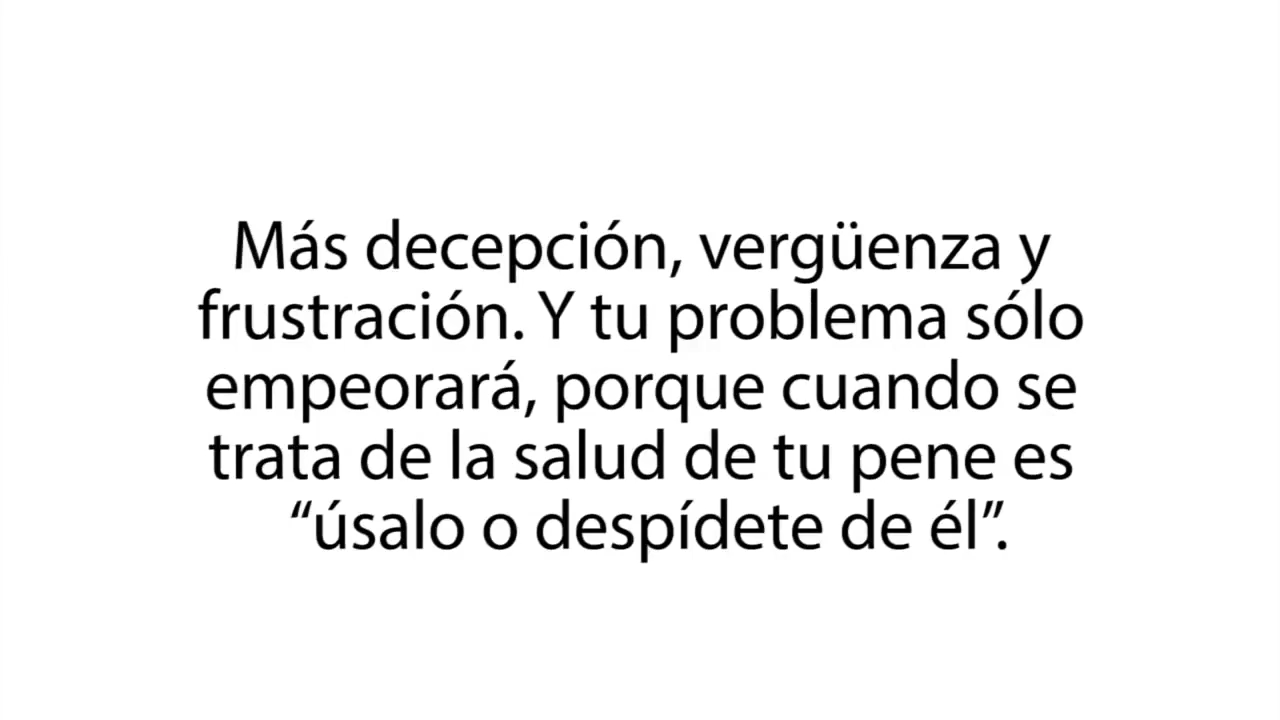 Más decepción, vergüenza y
frustración. Y tu problema sólo
empeorará, porque cuando se
trata de la salud de tu pene es
“úsalo o despídete de él”.